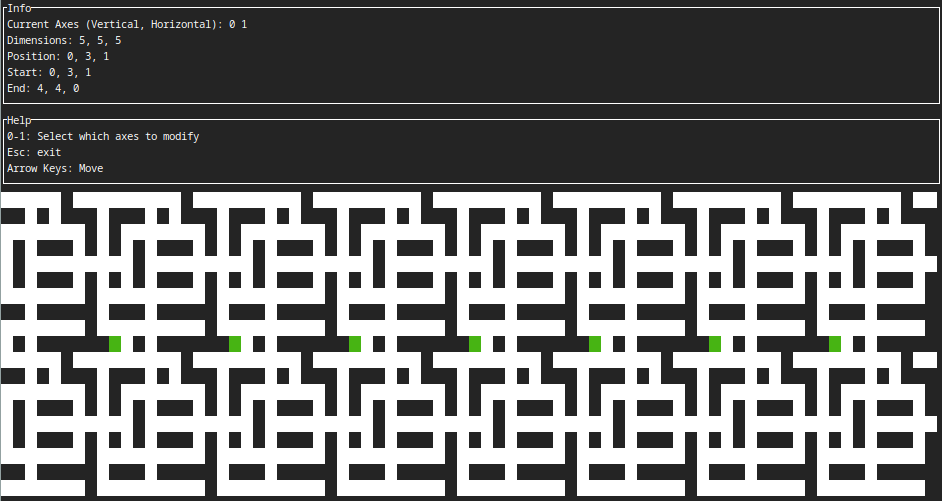 Info
Current Axes (Vertical, Horizontal): 0 1
Dimensions: 5, 5, 5
Position: 0, 3, 1
Start: 0, 3, 1
End: 4, 4, 0
Help
0-1: Select which axes to modify
Esc: exit
Arrow Keys: Move